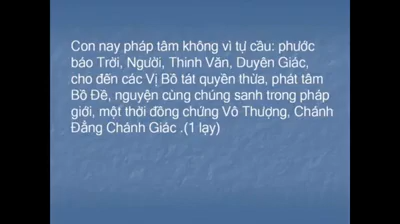 Con nay pháp tâm không vì tự cầu: phước
báo Trời, Người, Thinh Văn, Duyên Giác,
cho đến các Vị Bồ tát quyền thừa, phát tâm
Bồ Đề, nguyện cùng chúng sanh trong pháp
giới, một thời đồng chứng Vô Thượng, Chánh
Đẳng Chánh Giác .(1 lạy)